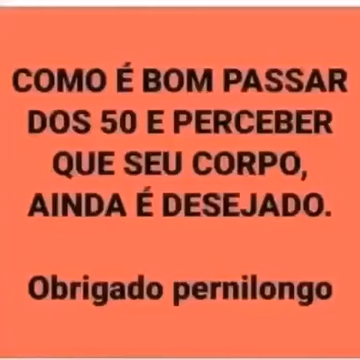 COMO É BOM PASSAR
DOS 50 E PERCEBER
QUE SEU CORPO,
AINDA É DESEJADO.
Obrigado pernilongo